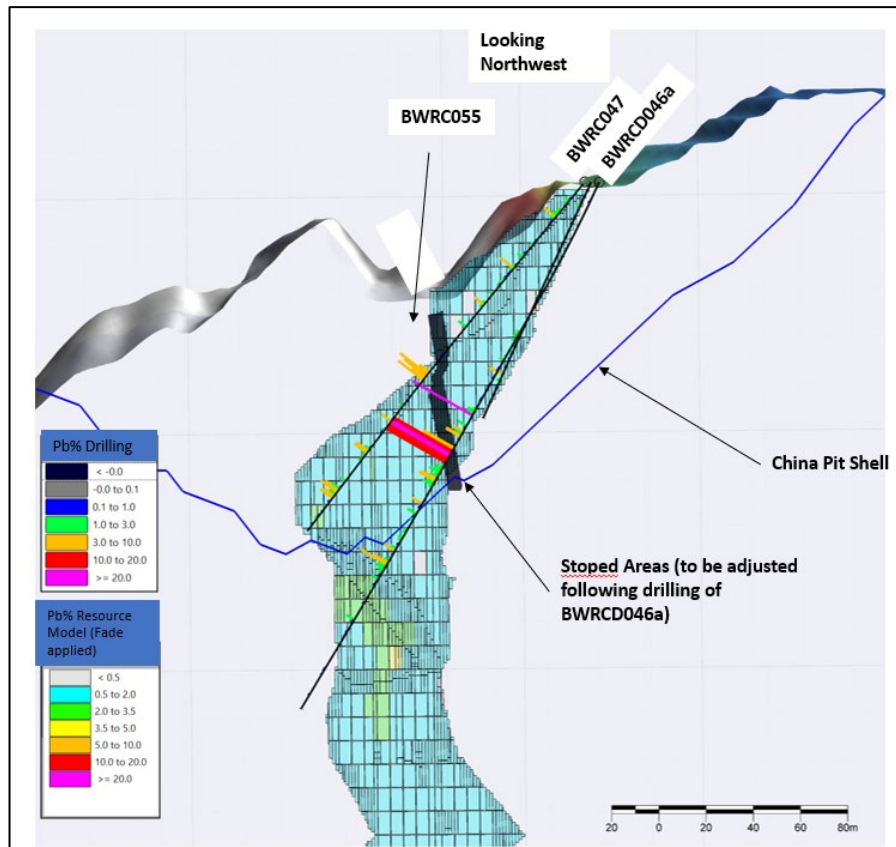 Looking
Northwest
BWRC055
BWRC047
BWRCD046a
China Pit Shell
Stoped Areas (to be adjusted
following drilling of
BWRCD046a)
Pb% Drilling
< -0.0
-0.0 to 0.1
0.1 to 1.0
1.0 to 3.0
3.0 to 10.0
10.0 to 20.0
>= 20.0
Pb% Resource
Model (Fade
applied)
< 0.5
0.5 to 2.0
2.0 to 3.5
3.5 to 5.0
5.0 to 10.0
10.0 to 20.0
>= 20.0
20 0 20 40 60 80m